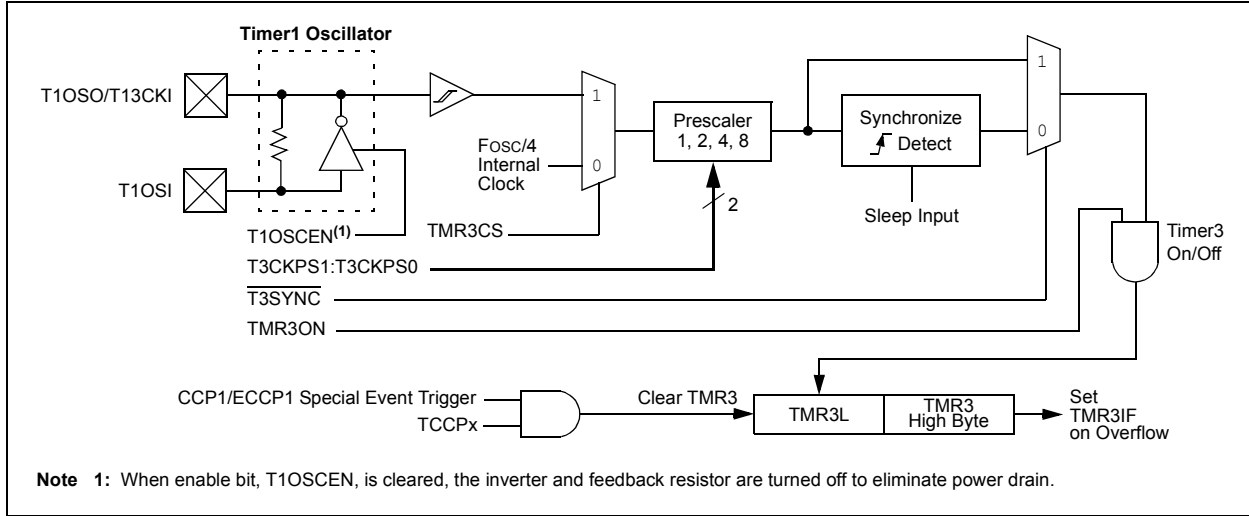 Timer1 Oscillator
T1OSO/T13CKI
T1OSI
T1OSCEN(1)
1
0
FOSC/4
Internal
Clock
TMR3CS
Prescaler
1, 2, 4, 8
2
Synchronize
Detect
Sleep Input
1
0
Timer3
On/Off
T3CKPS1:T3CKPS0
T3SYNC
TMR3ON
CCP1/ECCP1 Special Event Trigger
TCCPx
Clear TMR3
TMR3L
TMR3
High Byte
Set
TMR3IF
on Overflow
Note 1: When enable bit, T1OSCEN, is cleared, the inverter and feedback resistor are turned off to eliminate power drain.